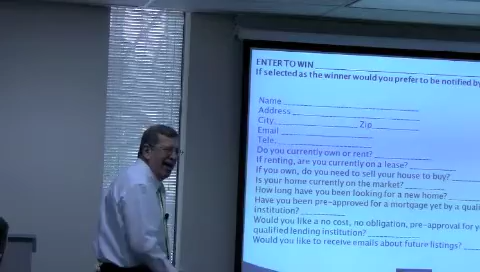 ENTER TO WIN
If selected as the winner would you prefer to be notified by
Name
Address
City Zip
Email
Tele
Do you currently own or rent?
If renting, are you currently on a lease?
If you own, do you need to sell your house to buy?
Is your home currently on the market?
How long have you been looking for a new home?
Have you been pre-approved for a mortgage yet by a quali
institution?
Would you like a no cost, no obligation, pre-approval for y
qualified lending institution?
Would you like to receive emails about future listings?